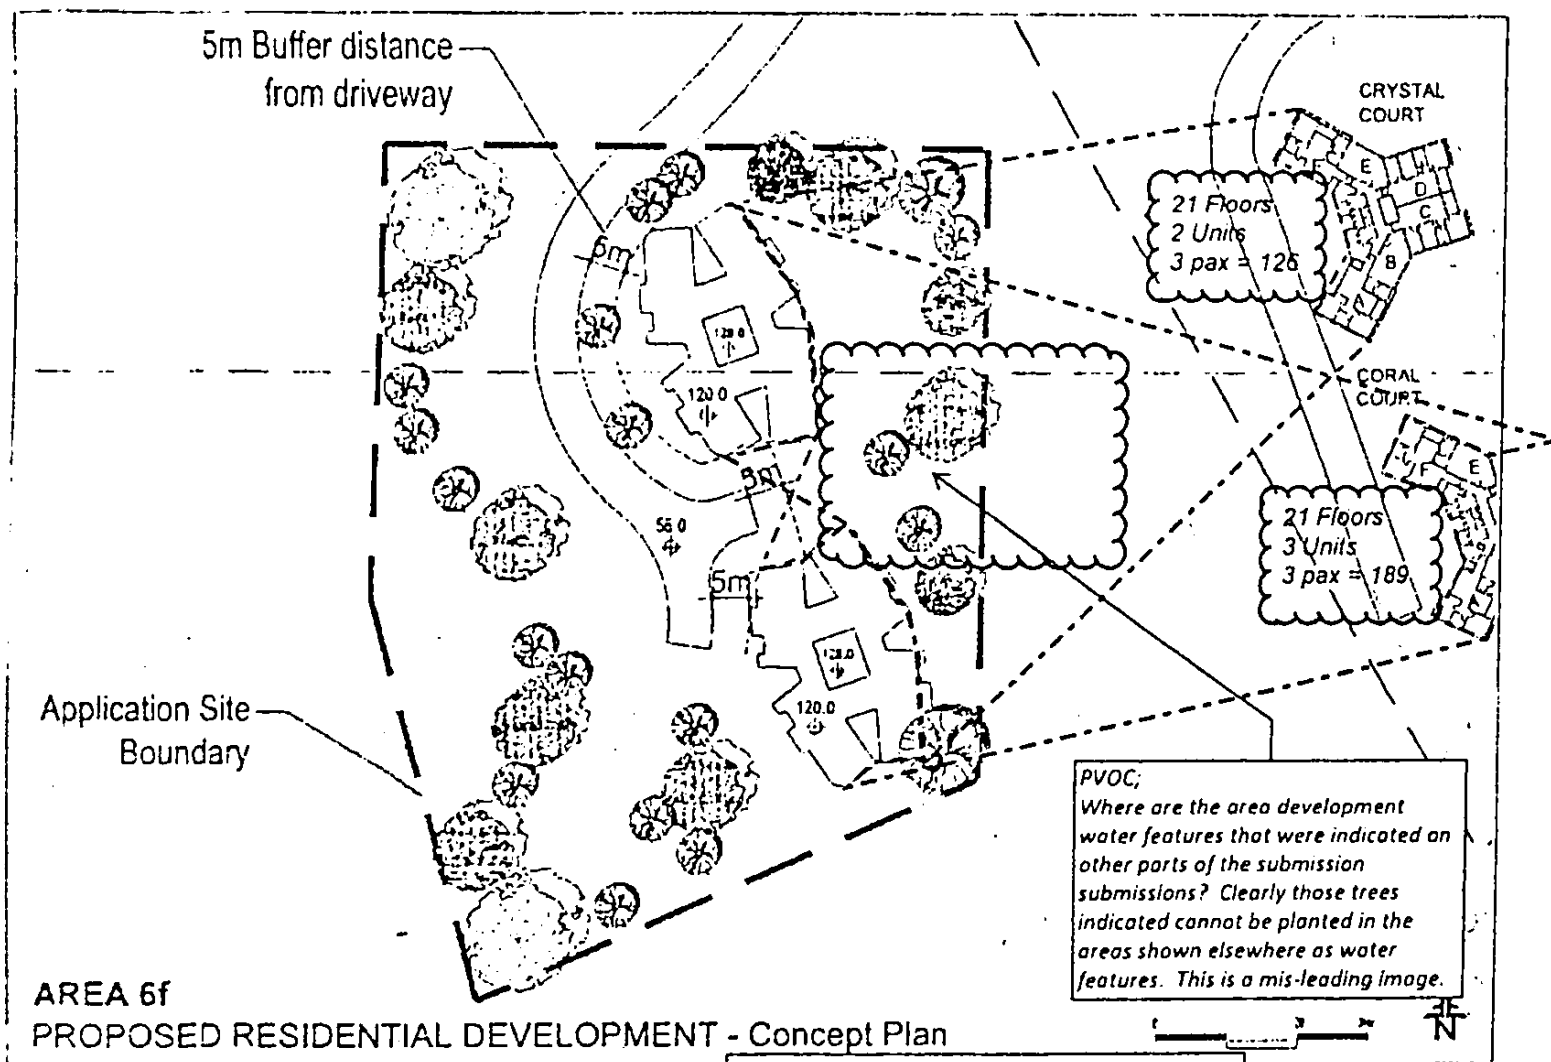 5m Buffer distance
from driveway
CRYSTAL
COURT
F
E
D
C
B
21 Floors
2 Units
3 pax = 126
5m
128.0
120.0
CORAL
COURT
F
E
5m
56.0
21 Floors
3 Units
3 pax = 189
5m
128.0
120.0
Application Site
Boundary
PVOC;
Where are the area development
water features that were indicated on
other parts of the submission
submissions? Clearly those trees
indicated cannot be planted in the
areas shown elsewhere as water
features. This is a mis-leading image.
AREA 6f
PROPOSED RESIDENTIAL DEVELOPMENT - Concept Plan
N